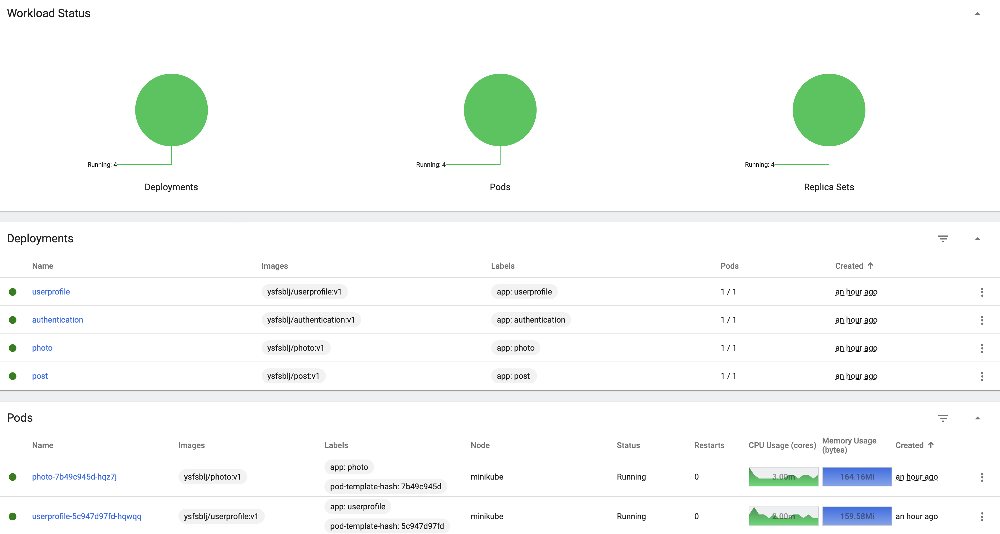 Workload Status
Running: 4
Running: 4
Running: 4
Deployments
Pods
Replica Sets
Deployments
Name Images Labels Pods Created
userprofile ysfsblj/userprofile:v1 app: userprofile 1 / 1 an hour ago
authentication ysfsblj/authentication:v1 app: authentication 1 / 1 an hour ago
photo ysfsblj/photo:v1 app: photo 1 / 1 an hour ago
post ysfsblj/post:v1 app: post 1 / 1 an hour ago
Pods
Name Images Labels Node Status Restarts CPU Usage (cores) Memory Usage (bytes) Created
app: photo
photo-7b49c945d-hqz7j ysfsblj/photo:v1 minikube Running 0 3.00m 164.16Mi an hour ago
pod-template-hash: 7b49c945d
app: userprofile
userprofile-5c947d97fd-hqwqq ysfsblj/userprofile:v1 minikube Running 0 2.00m 159.58Mi an hour ago
pod-template-hash: 5c947d97fd